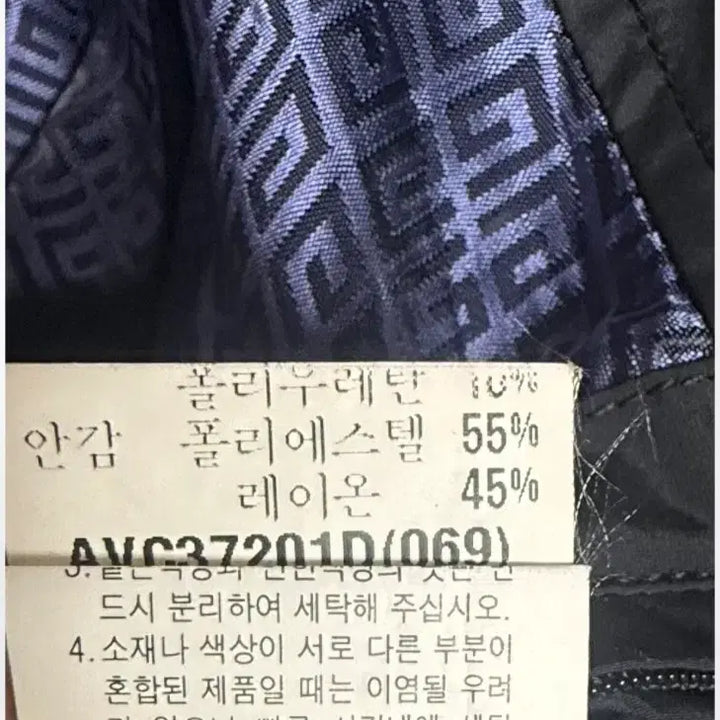 폴리우레탄 10%
안감 폴리에스텔 55%
레이온 45%
AVC37201D(069)
드시 분리하여 세탁해 주십시오.
4. 소재나 색상이 서로 다른 부분이
혼합된 제품일 때는 이염될 우려